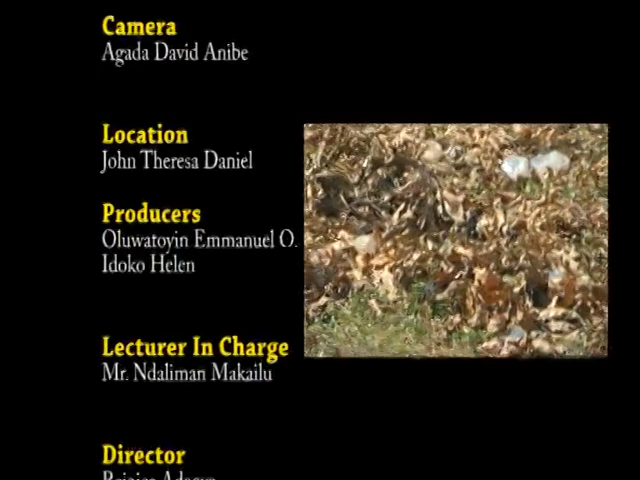 Camera
Agada David Anibe
Location
John Theresa Daniel
Producers
Oluwatoyin Emmanuel O.
Idoko Helen
Lecturer In Charge
Mr. Ndaliman Makailu
Director